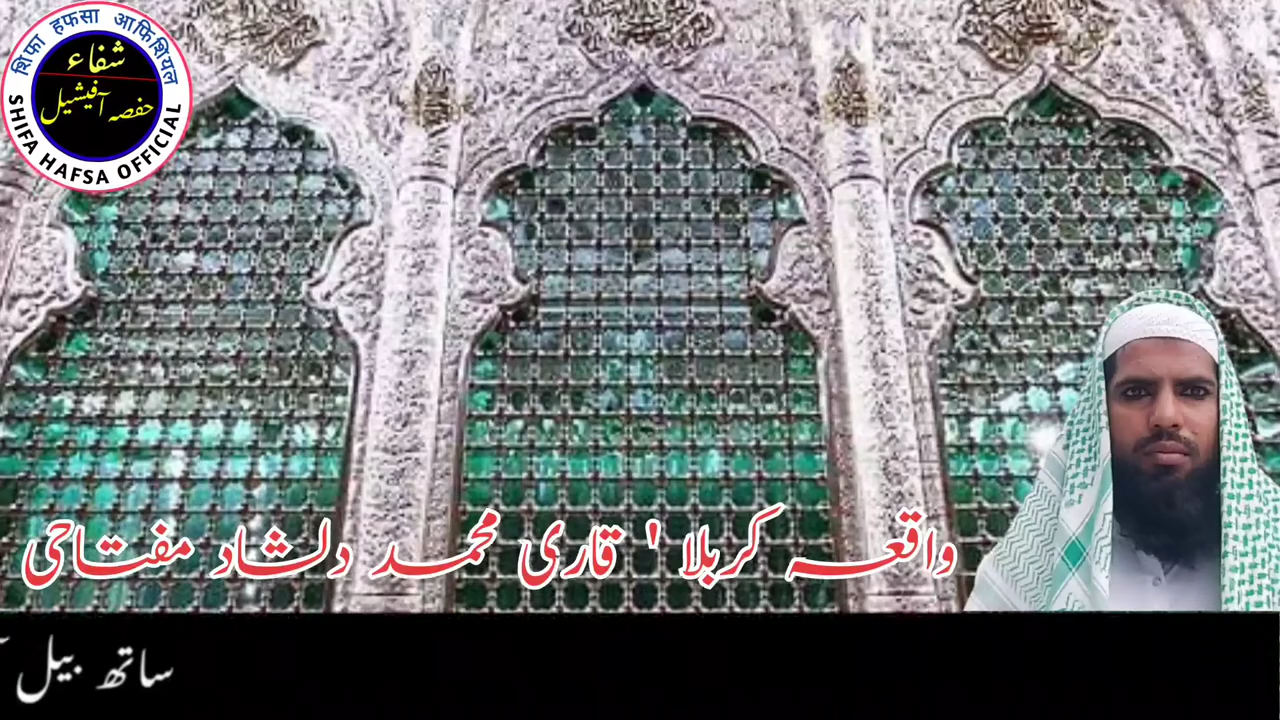 शिफा हफसा आफिशियल
شفاء
حفصہ آفیشیل
SHIFA HAFSA OFFICIAL
واقعہ کربلا ' قاری محمد دلشاد مفتاحی
ساتھ بیل